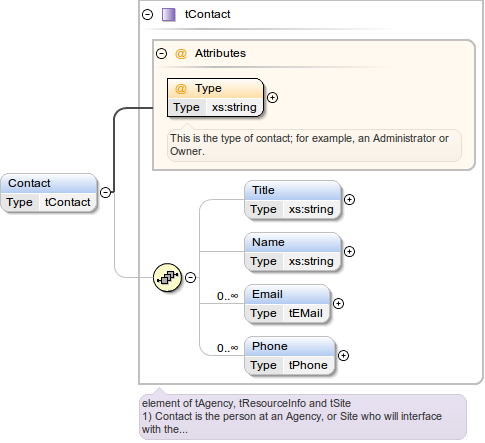 tContact
@ Attributes
@ Type
Type xs:string
This is the type of contact; for example, an Administrator or
Owner.
Contact
Type tContact
Title
Type xs:string
Name
Type xs:string
0..∞
Email
Type tEMail
0..∞
Phone
Type tPhone
element of tAgency, tResourceInfo and tSite
1) Contact is the person at an Agency, or Site who will interface
with the...